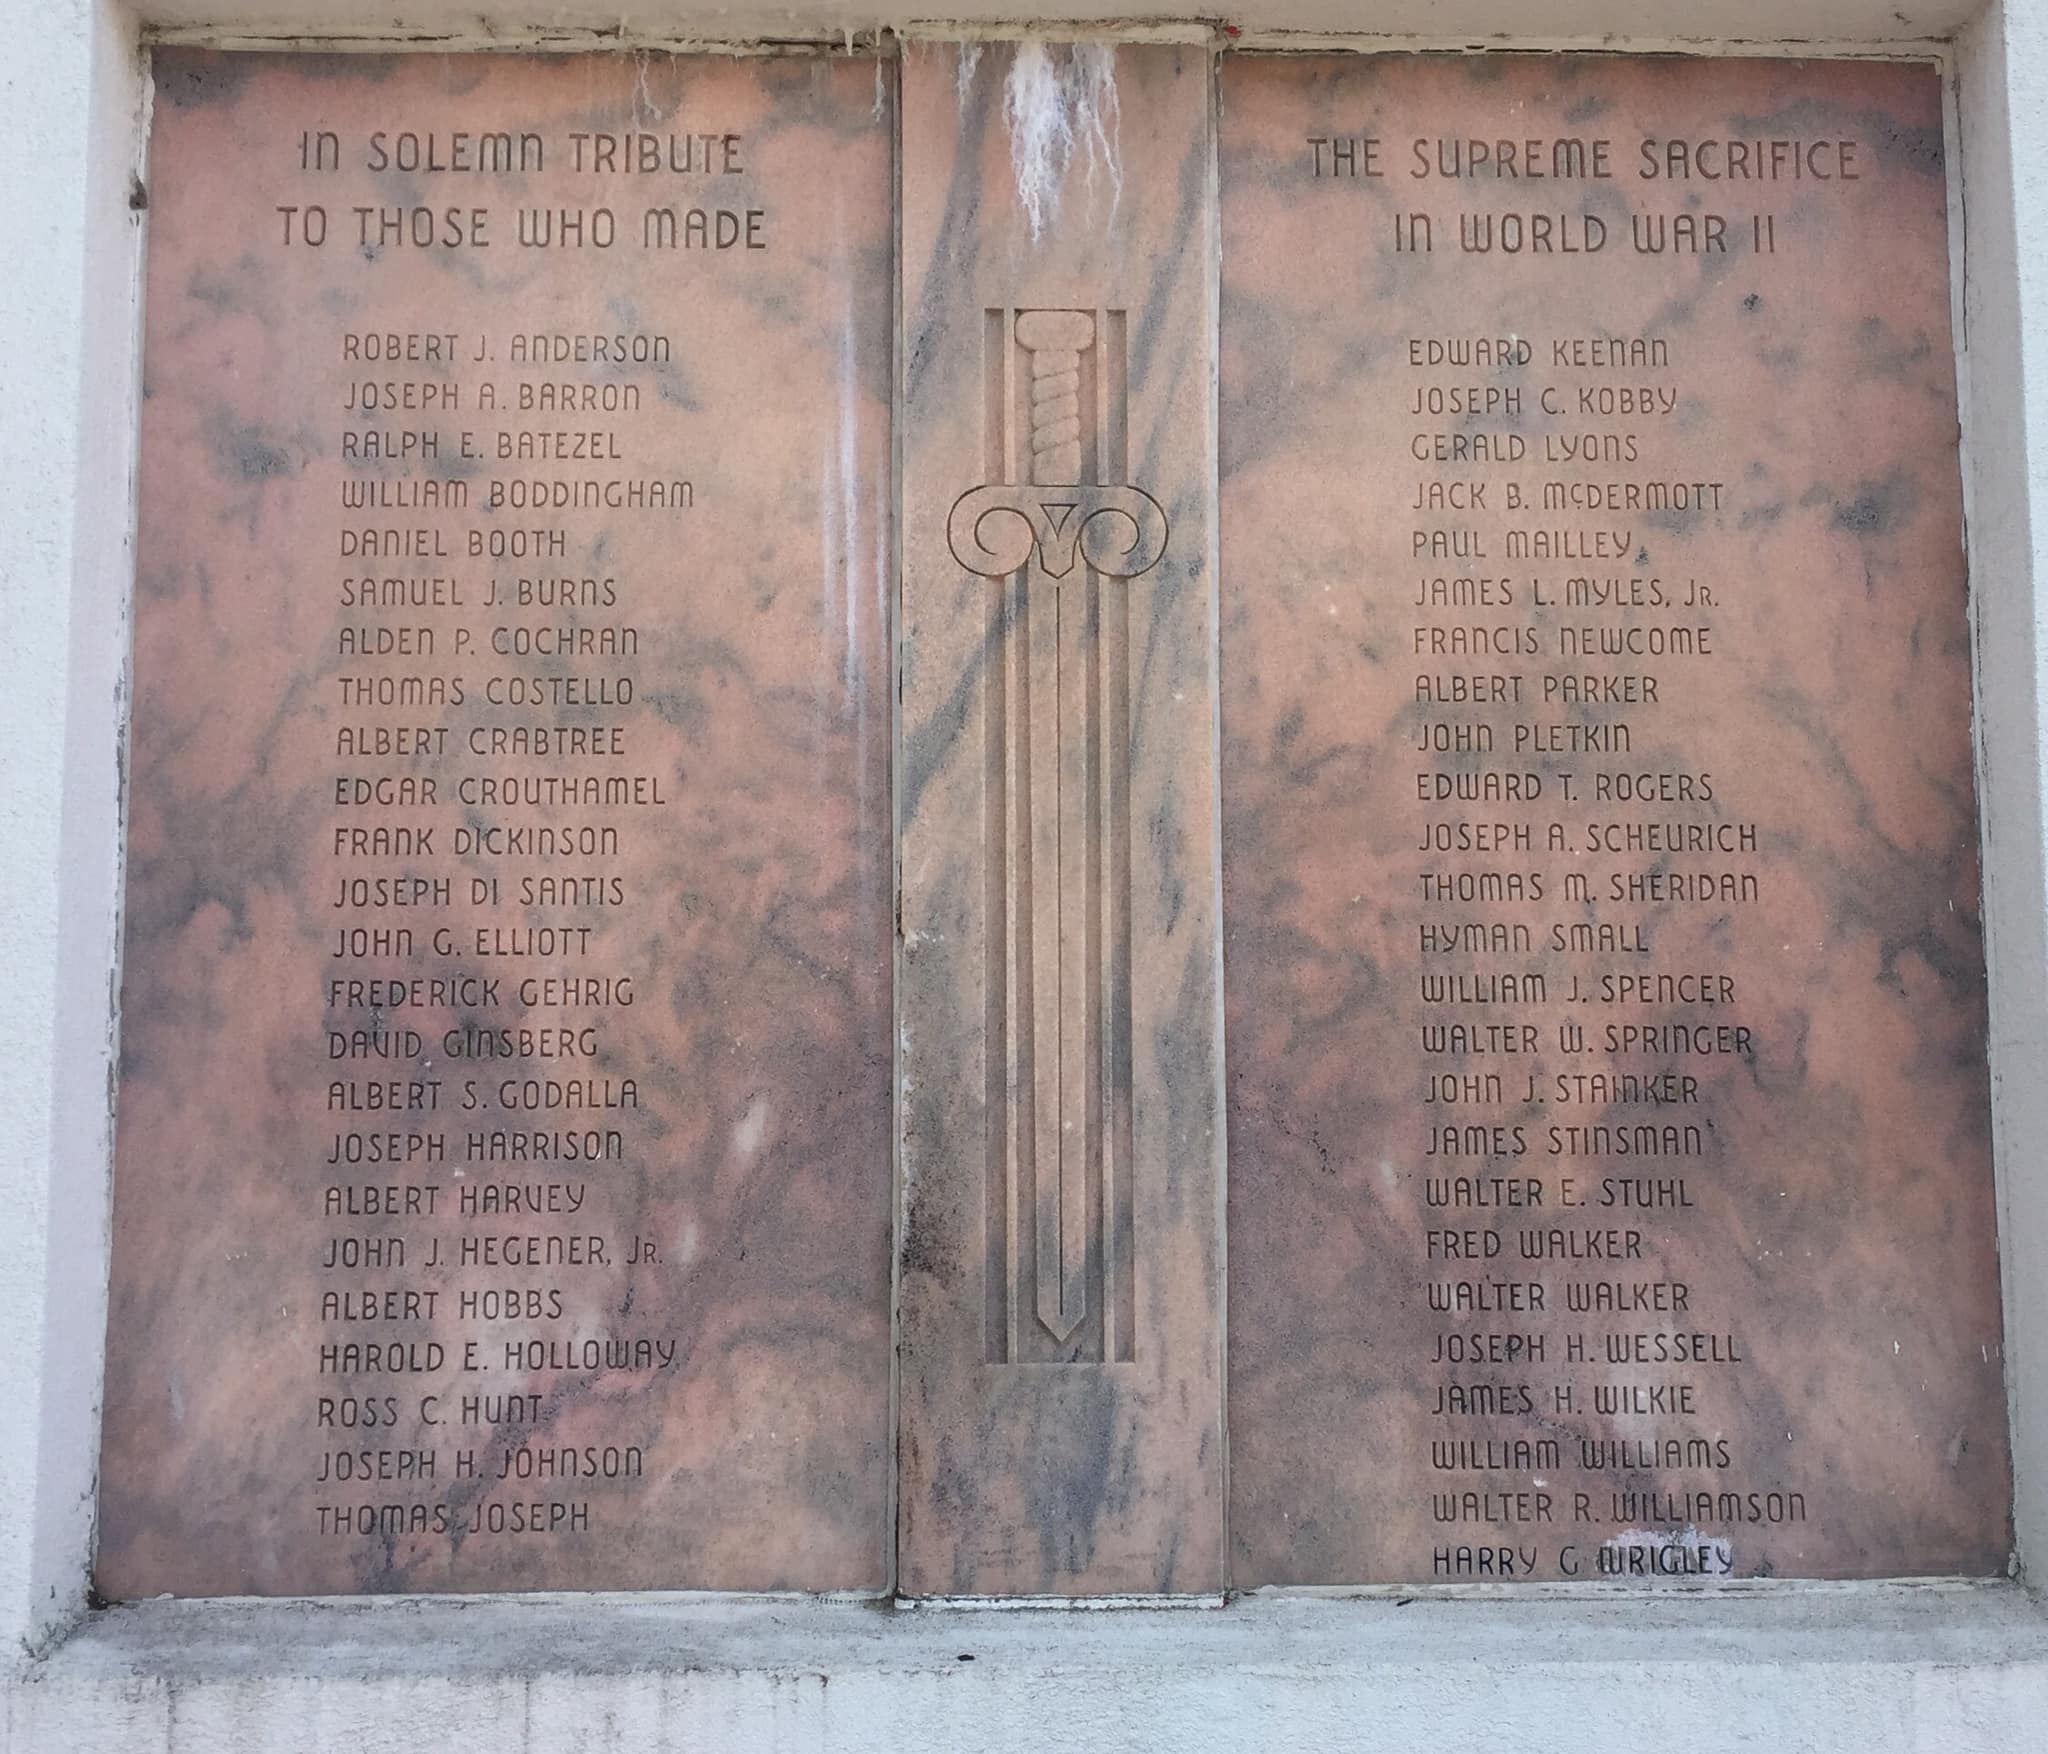 IN SOLEMN TRIBUTE
TO THOSE WHO MADE
ROBERT J. ANDERSON
JOSEPH A. BARRON
RALPH E. BATEZEL
WILLIAM BODDINGHAM
DANIEL BOOTH
SAMUEL J. BURNS
ALDEN P. COCHRAN
THOMAS COSTELLO
ALBERT CRABTREE
EDGAR CROUTHAMEL
FRANK DICKINSON
JOSEPH DI SANTIS
JOHN G. ELLIOTT
FREDERICK GEHRIG
DAVID GINSBERG
ALBERT S. GODALLA
JOSEPH HARRISON
ALBERT HARVEY
JOHN J. HEGENER, JR.
ALBERT HOBBS
HAROLD E. HOLLOWAY
ROSS C. HUNT
JOSEPH H. JOHNSON
THOMAS JOSEPH
THE SUPREME SACRIFICE
IN WORLD WAR II
EDWARD KEENAN
JOSEPH C. KOBBY
GERALD LYONS
JACK B. McDERMOTT
PAUL MAILLEY
JAMES L. MYLES, JR.
FRANCIS NEWCOME
ALBERT PARKER
JOHN PLETKIN
EDWARD T. ROGERS
JOSEPH A. SCHEURICH
THOMAS M. SHERIDAN
HYMAN SMALL
WILLIAM J. SPENCER
WALTER W. SPRINGER
JOHN J. STAINKER
JAMES STINSMAN
WALTER E. STUHL
FRED WALKER
WALTER WALKER
JOSEPH H. WESSELL
JAMES H. WILKIE
WILLIAM WILLIAMS
WALTER R. WILLIAMSON
HARRY G WRIGLEY